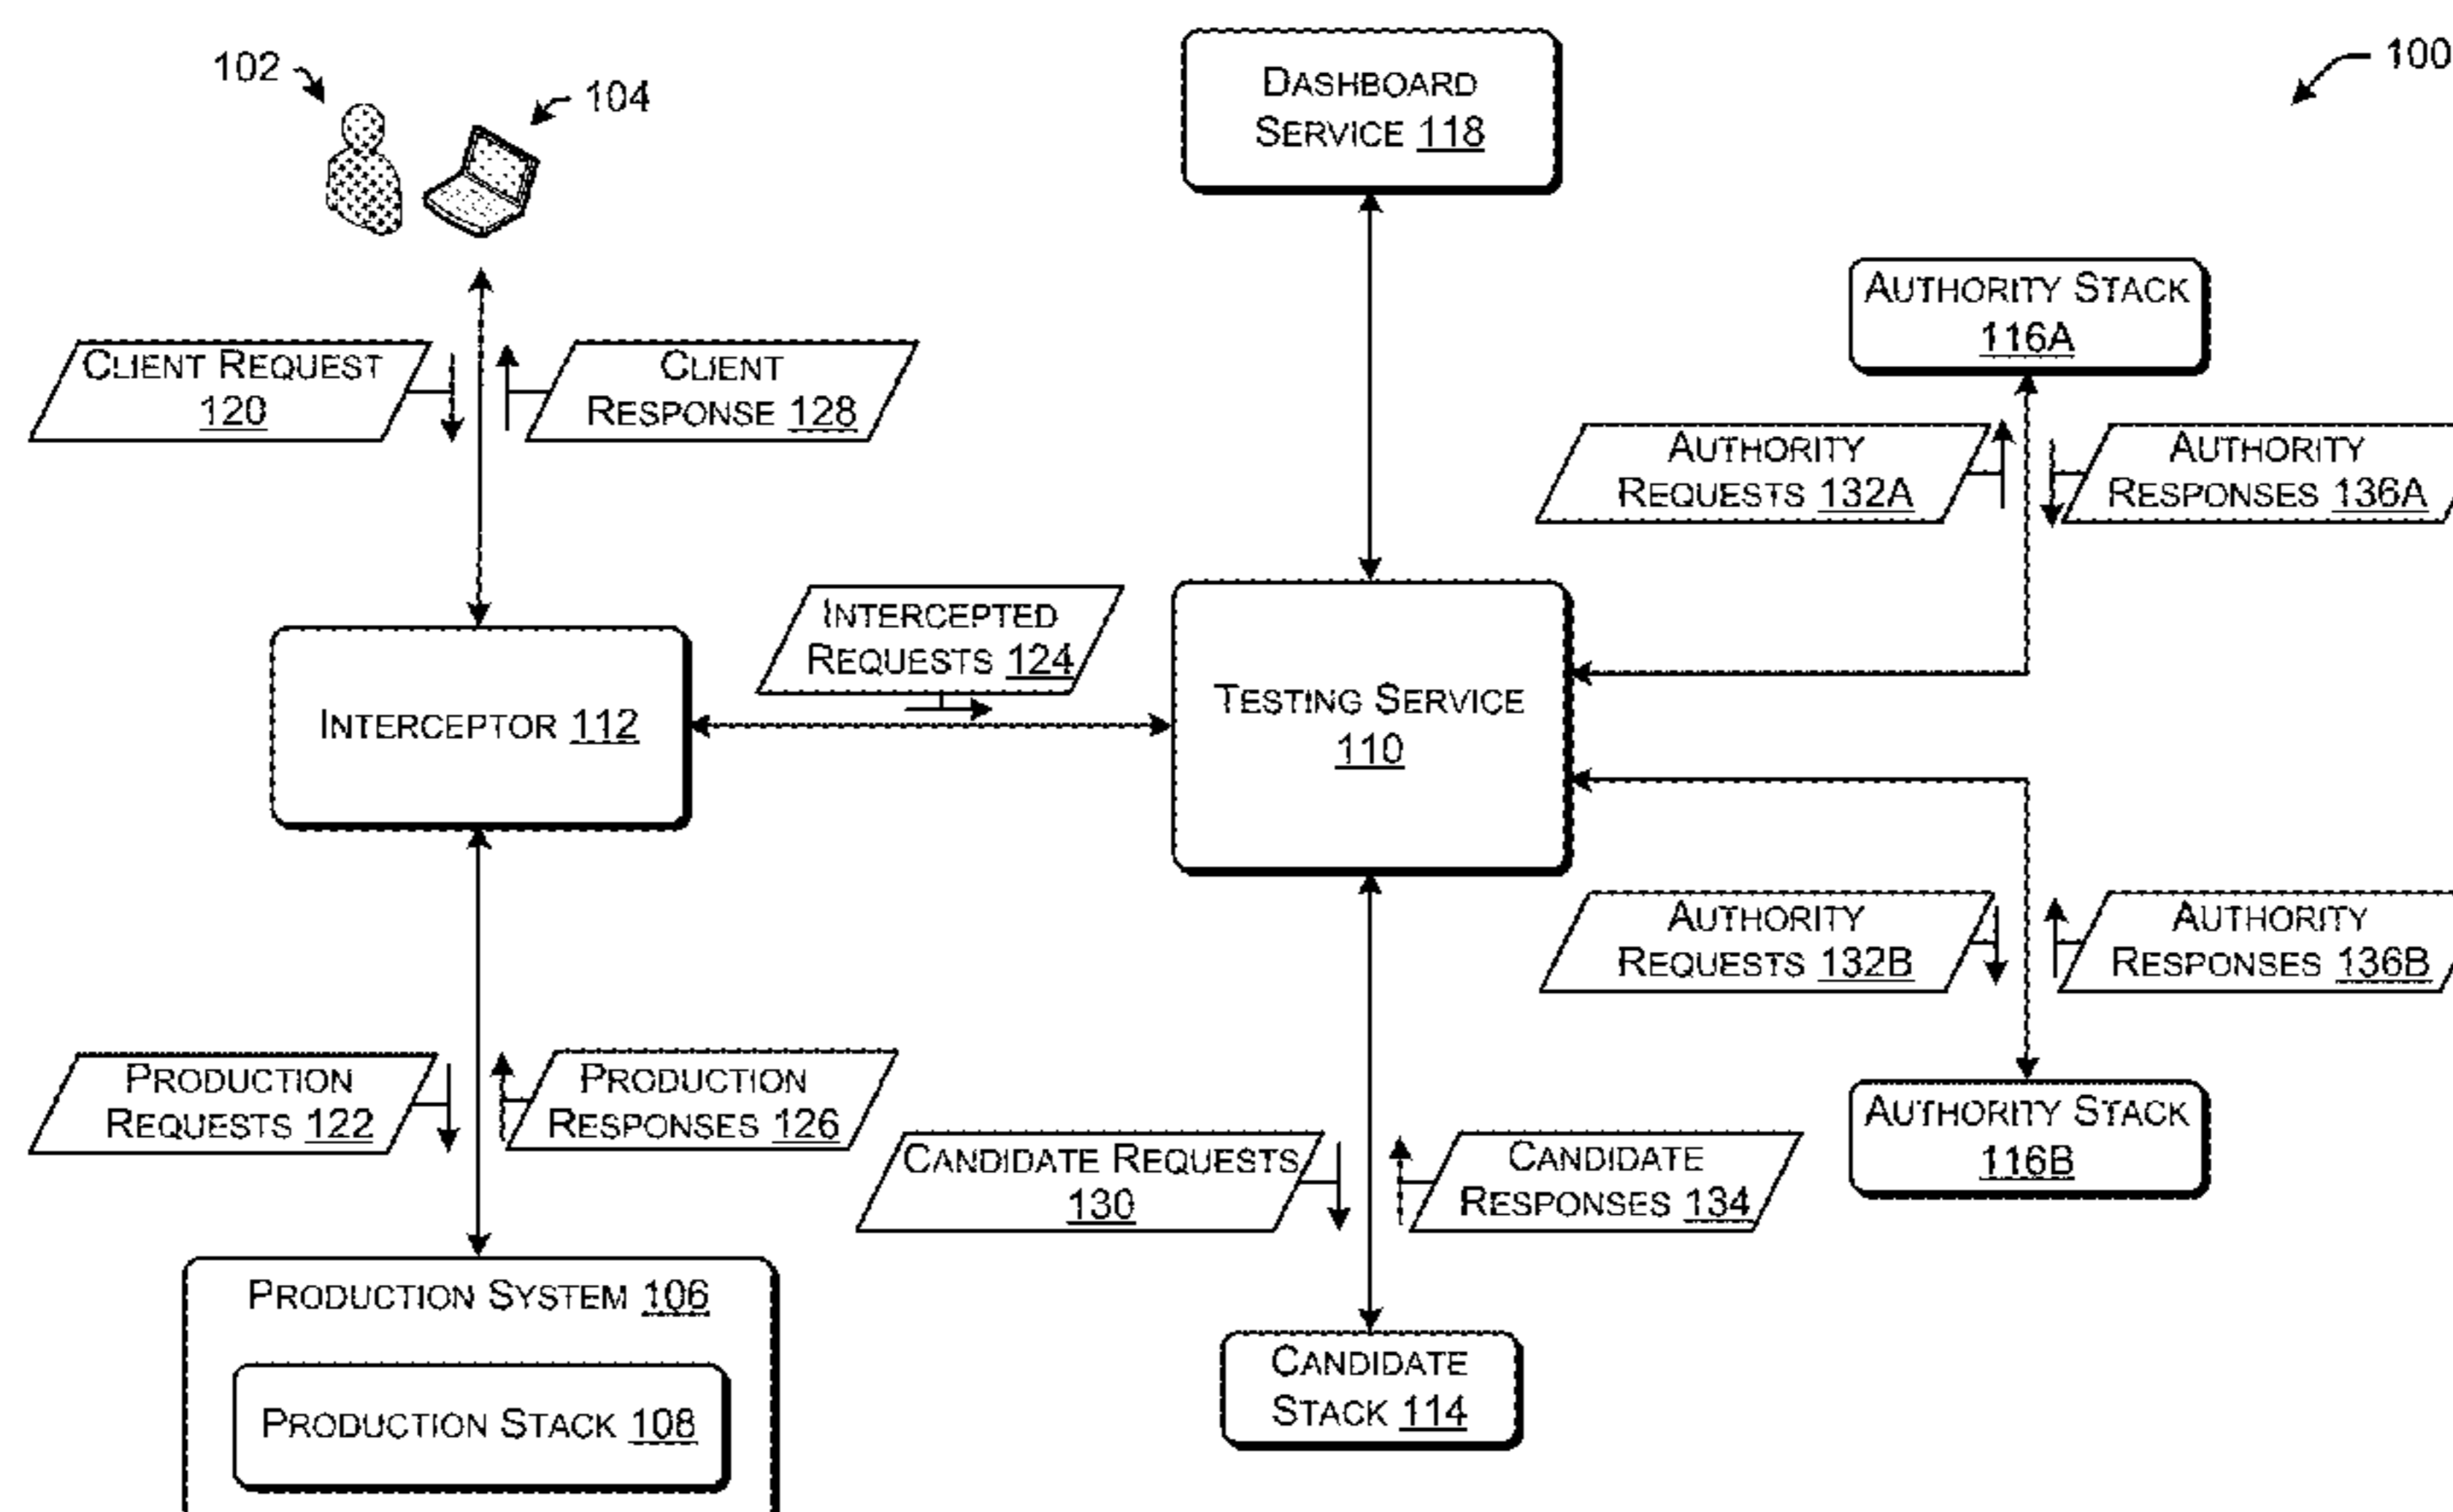 102
104
100
DASHBOARD
SERVICE 118
AUTHORITY STACK
116A
CLIENT REQUEST
120
CLIENT
RESPONSE 128
AUTHORITY
REQUESTS 132A
AUTHORITY
RESPONSES 136A
INTERCEPTED
REQUESTS 124
INTERCEPTOR 112
TESTING SERVICE
110
AUTHORITY
REQUESTS 132B
AUTHORITY
RESPONSES 136B
PRODUCTION
REQUESTS 122
PRODUCTION
RESPONSES 126
CANDIDATE REQUESTS
130
CANDIDATE
RESPONSES 134
AUTHORITY STACK
116B
PRODUCTION SYSTEM 106
PRODUCTION STACK 108
CANDIDATE
STACK 114